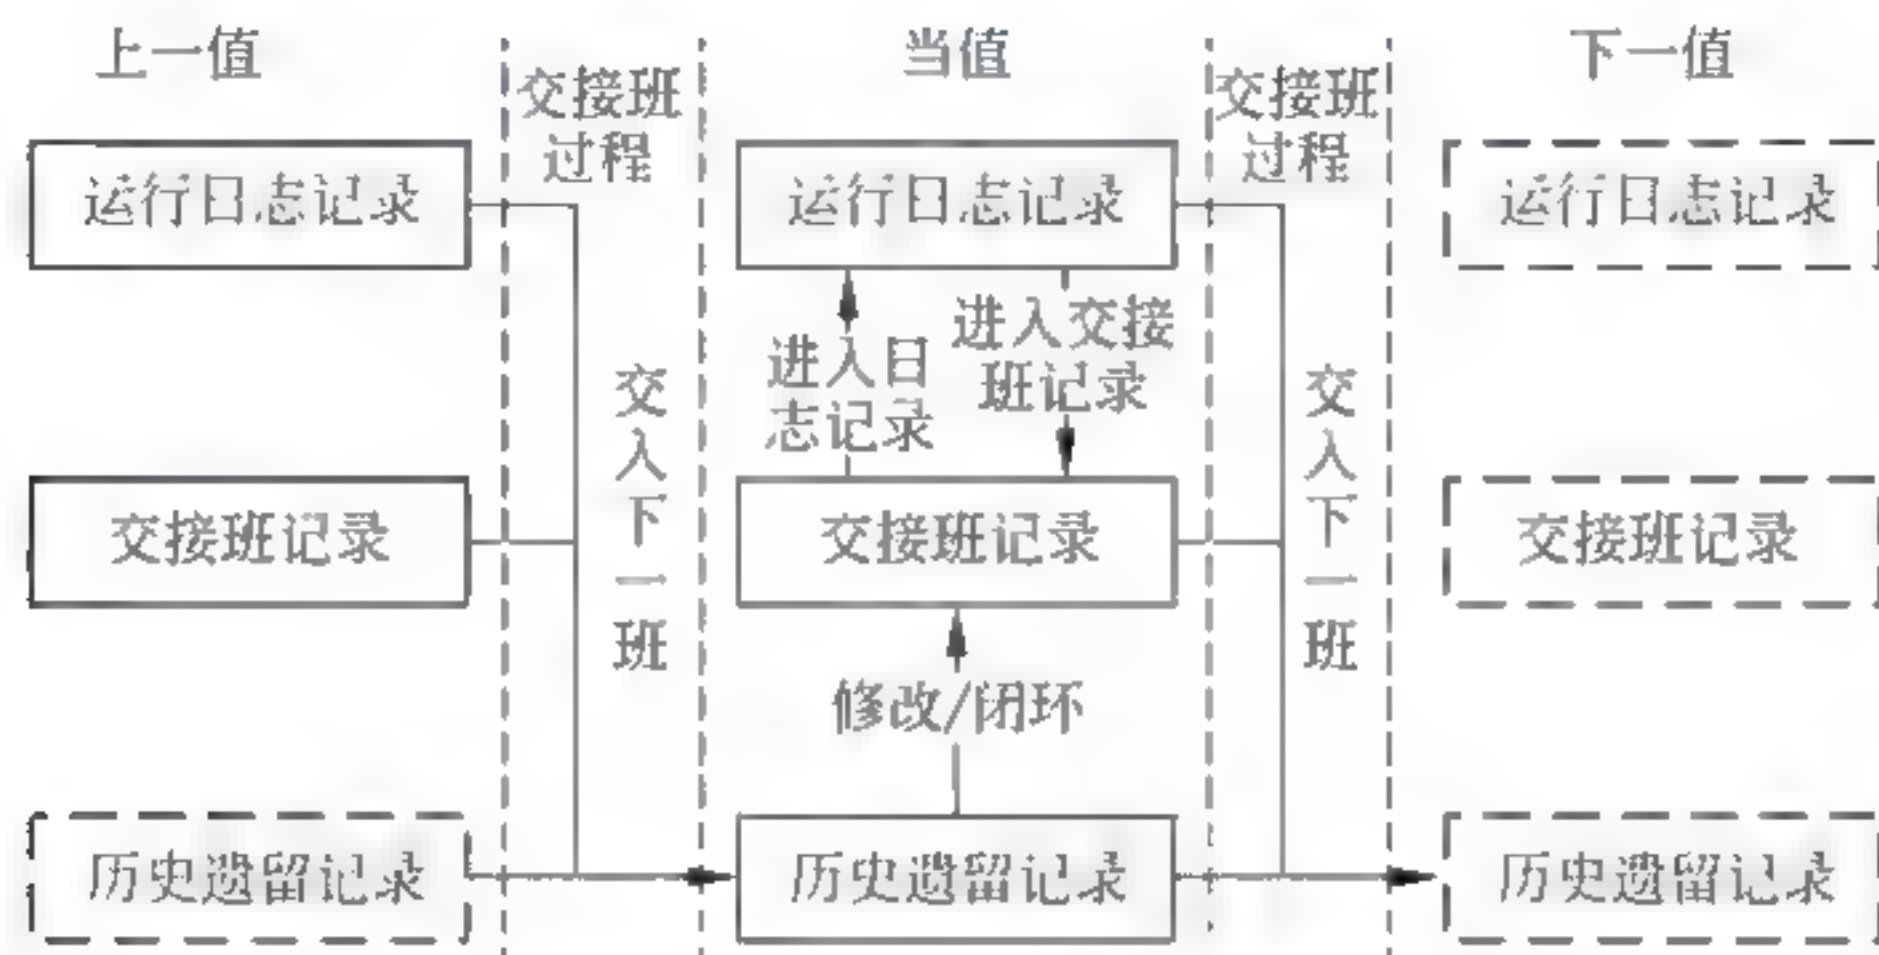 上一值
交接班
过程
当值
交接班
过程
下一值
运行日志记录
运行日志记录
运行日志记录
进入日
志记录
进入交接
班记录
交入下一班
交入下一班
交接班记录
交接班记录
交接班记录
修改/闭环
历史遗留记录
历史遗留记录
历史遗留记录